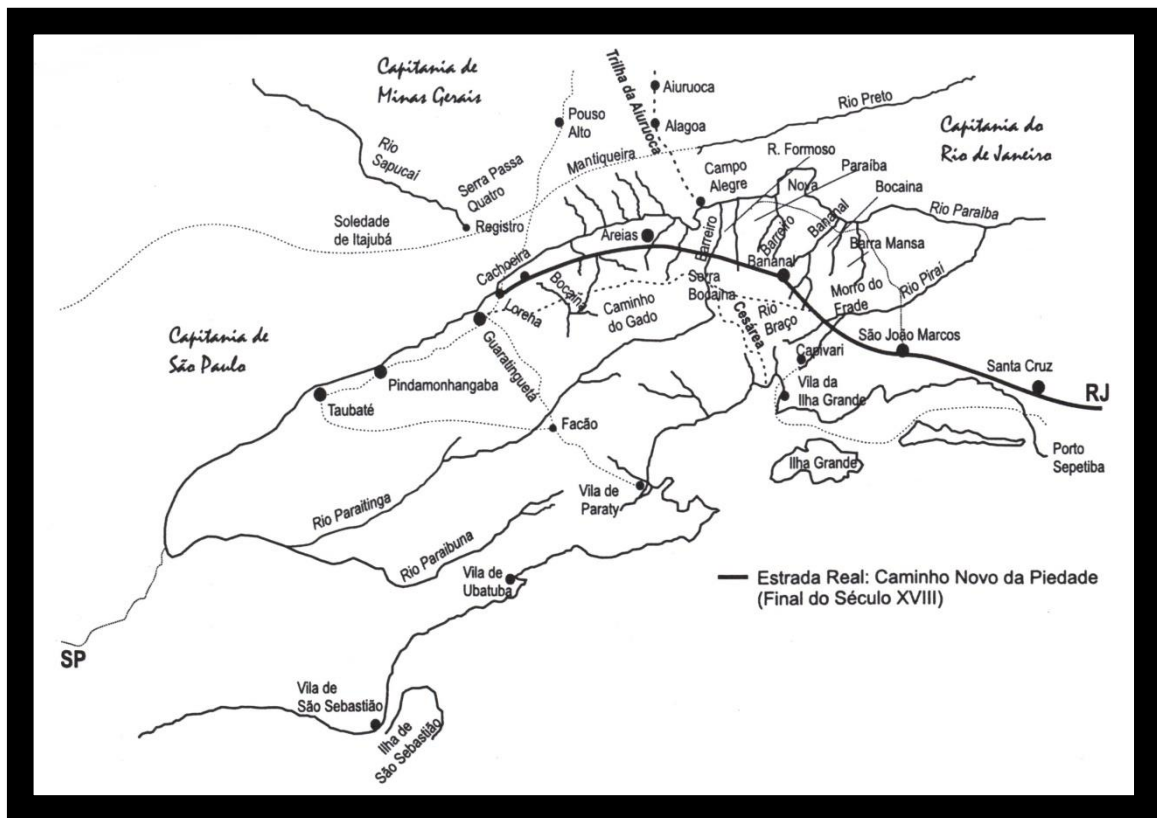 Capitania de
Minas Gerais
Trilha da Aiuruoca
Aiuruoca
Alagoa
Pouso
Alto
Rio Preto
Capitania do
Rio de Janeiro
Rio
Sapucaí
Serra Passa
Quatro
Mantiqueira
Campo
Alegre
R. Formoso
Paraíba
Nova
Bocaina
Soledade
de Itajubá
Registro
Areias
Barreiro
Barreiro
Bananal
Rio Paraíba
Barra Mansa
Cachoeira
Bocaina
Bananal
Serra
Bocaina
Morro do
Frade
Rio Piraí
Loreha
Caminho
do Gado
Cesárea
Rio
Braço
Capitania de
São Paulo
Guaratinguetá
São João Marcos
Capivari
Santa Cruz
Pindamonhangaba
Taubaté
Vila da
Ilha Grande
RJ
Facão
Ilha Grande
Porto
Sepetiba
Vila de
Paraty
Rio Paraitinga
Rio Paraibuna
Vila de
Ubatuba
Estrada Real: Caminho Novo da Piedade
(Final do Século XVIII)
SP
Vila de
São Sebastião
Ilha de
São Sebastião